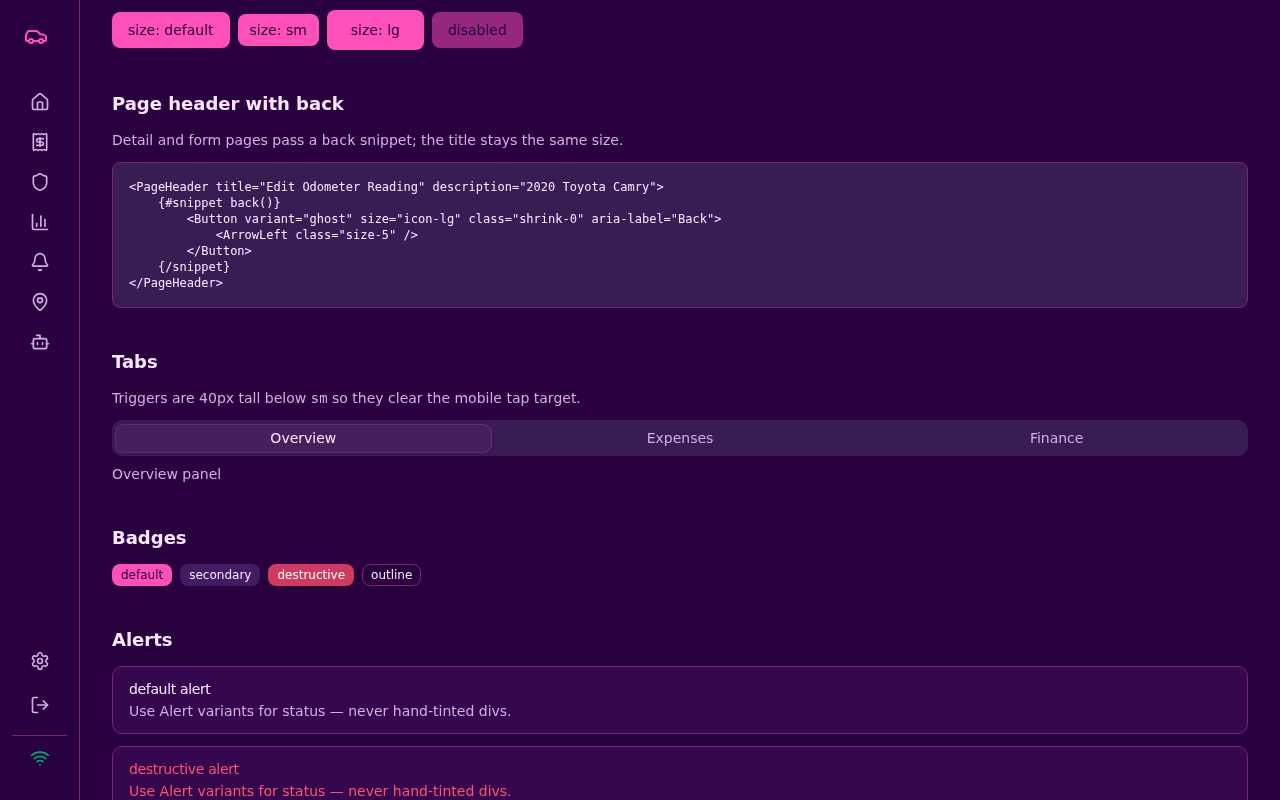 size: default
size: sm
size: lg
disabled
Page header with back
Detail and form pages pass a back snippet; the title stays the same size.
<PageHeader title="Edit Odometer Reading" description="2020 Toyota Camry">
    {#snippet back()}
        <Button variant="ghost" size="icon-lg" class="shrink-0" aria-label="Back">
            <ArrowLeft class="size-5" />
        </Button>
    {/snippet}
</PageHeader>
Tabs
Triggers are 40px tall below sm so they clear the mobile tap target.
Overview
Expenses
Finance
Overview panel
Badges
default
secondary
destructive
outline
Alerts
default alert
Use Alert variants for status — never hand-tinted divs.
destructive alert
Use Alert variants for status — never hand-tinted divs.